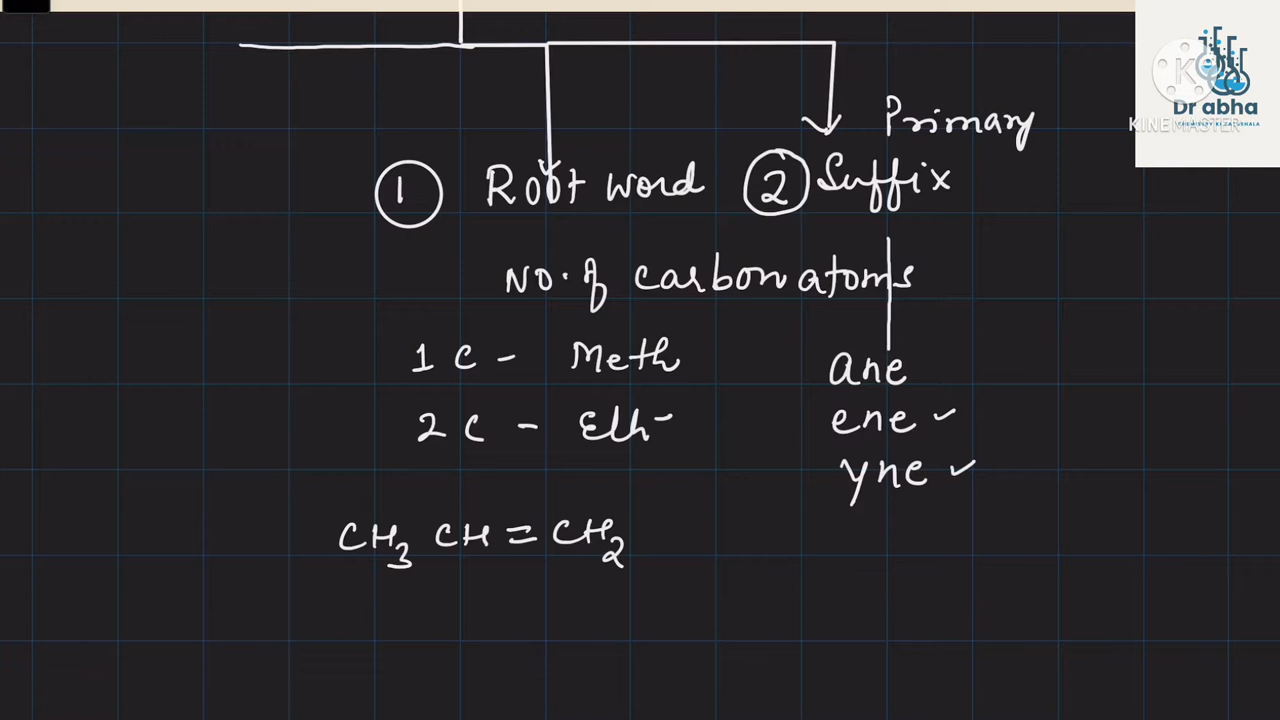 Dr abha
KINEMASTER
Primary
1 Root word 2 Suffix
No. of carbon atoms
1 C - Meth ane
2 C - Eth - ene ✓
yne ✓
CH3 CH = CH2